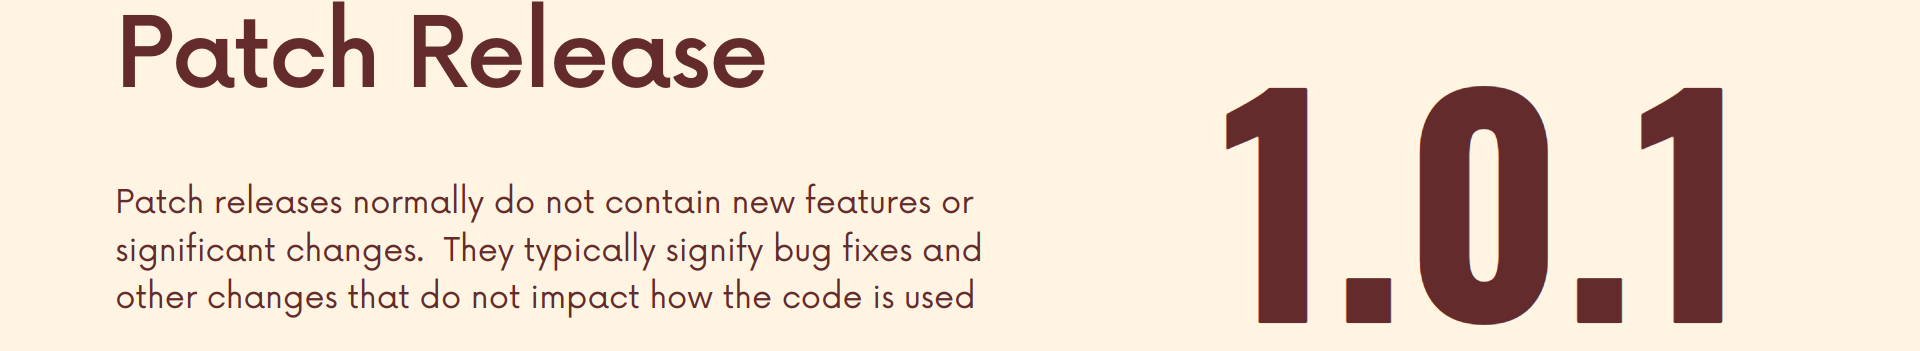 Patch Release
Patch releases normally do not contain new features or
significant changes.  They typically signify bug fixes and
other changes that do not impact how the code is used
1.0.1